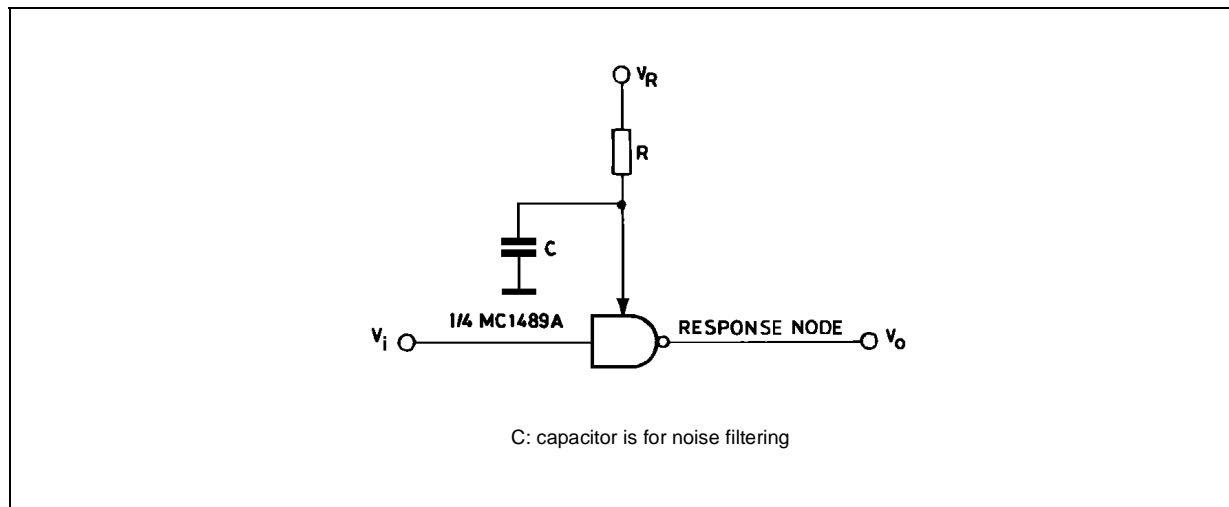 VR
R
C
1/4 MC1489A
Vi
RESPONSE NODE
Vo
C: capacitor is for noise filtering